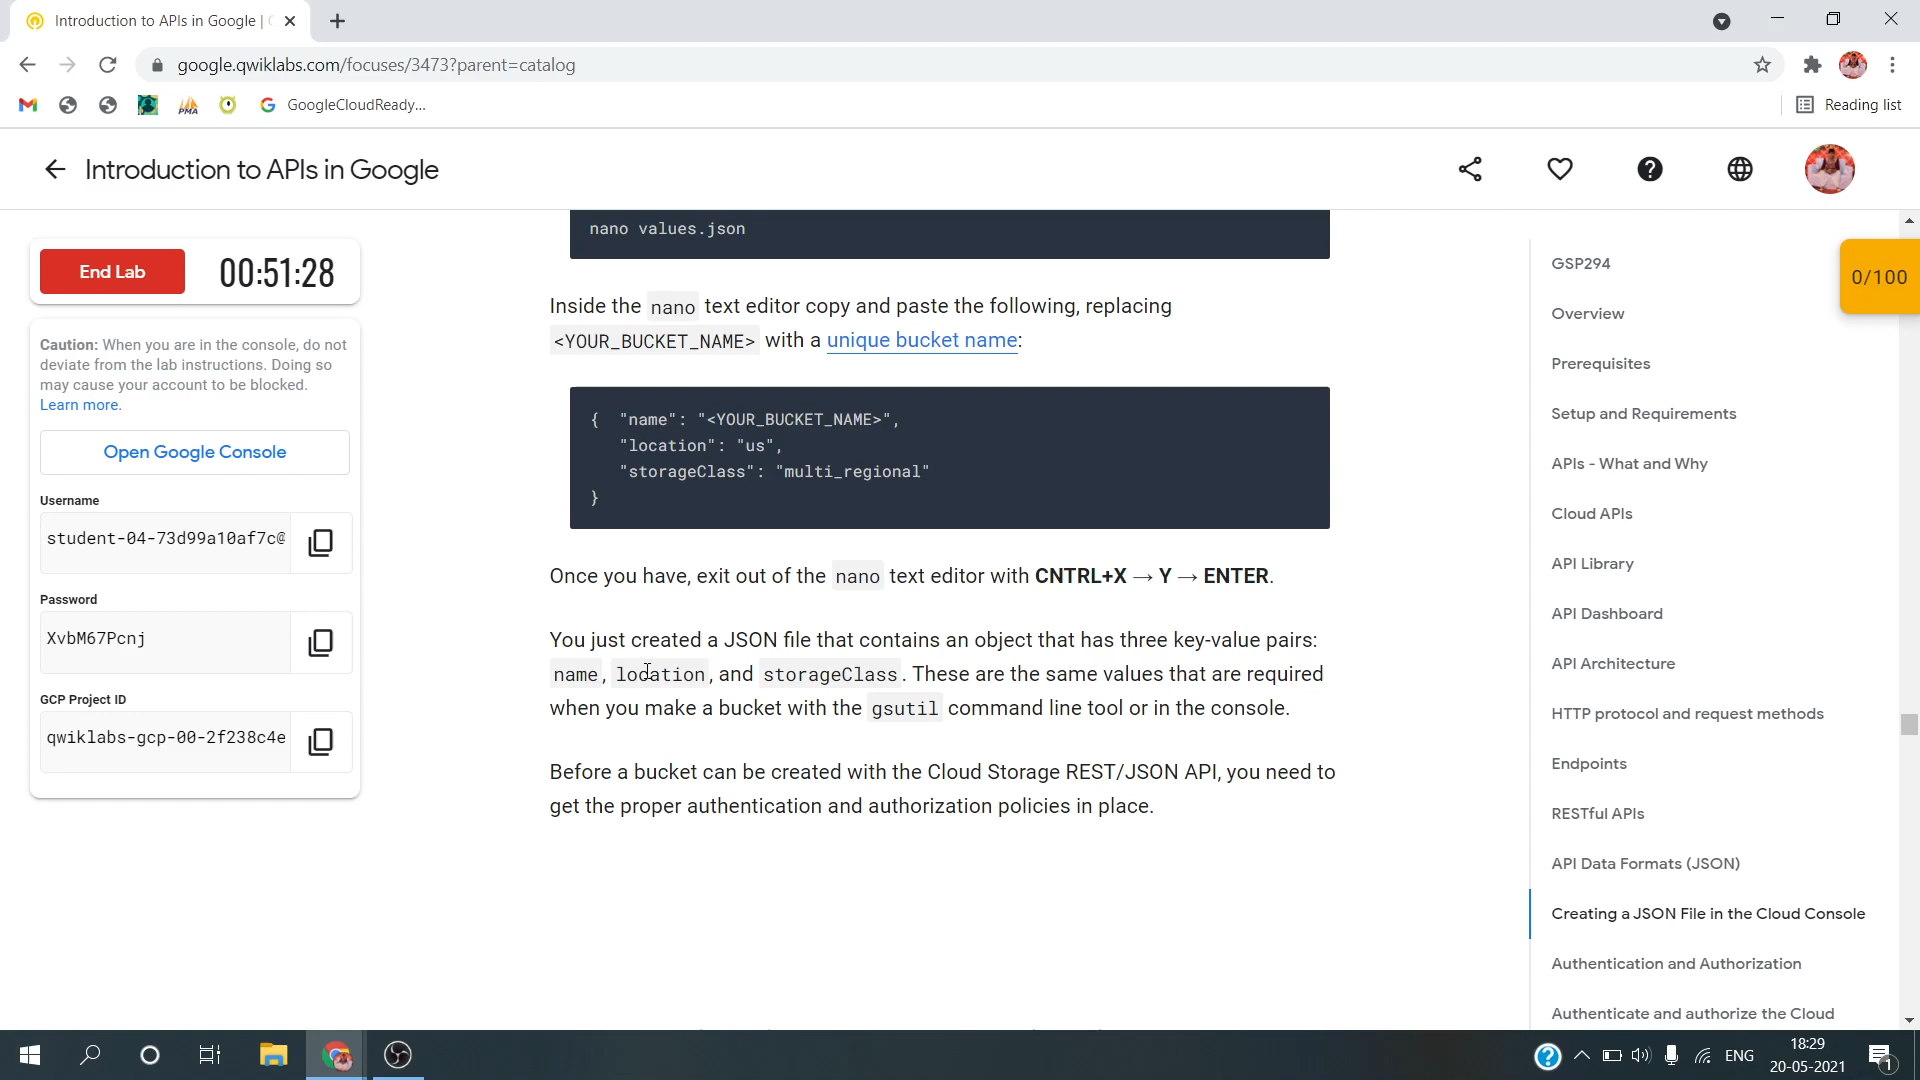 Introduction to APIs in Google |
google.qwiklabs.com/focuses/3473?parent=catalog
PMA
GoogleCloudReady...
Reading list
Introduction to APIs in Google
End Lab
00:51:28
Caution: When you are in the console, do not
deviate from the lab instructions. Doing so
may cause your account to be blocked.
Learn more.
Open Google Console
Username
student-04-73d99a10af7c@
Password
XvbM67Pcnj
GCP Project ID
qwiklabs-gcp-00-2f238c4e
nano values.json
Inside the nano text editor copy and paste the following, replacing
<YOUR_BUCKET_NAME> with a unique bucket name:
{  "name": "<YOUR_BUCKET_NAME>",
"location": "us",
"storageClass": "multi_regional"
}
Once you have, exit out of the nano text editor with CNTRL+X → Y → ENTER.
You just created a JSON file that contains an object that has three key-value pairs:
name, location, and storageClass. These are the same values that are required
when you make a bucket with the gsutil command line tool or in the console.
Before a bucket can be created with the Cloud Storage REST/JSON API, you need to
get the proper authentication and authorization policies in place.
0/100
GSP294
Overview
Prerequisites
Setup and Requirements
APIs - What and Why
Cloud APIs
API Library
API Dashboard
API Architecture
HTTP protocol and request methods
Endpoints
RESTful APIs
API Data Formats (JSON)
Creating a JSON File in the Cloud Console
Authentication and Authorization
Authenticate and authorize the Cloud
ENG
18:29
20-05-2021
1